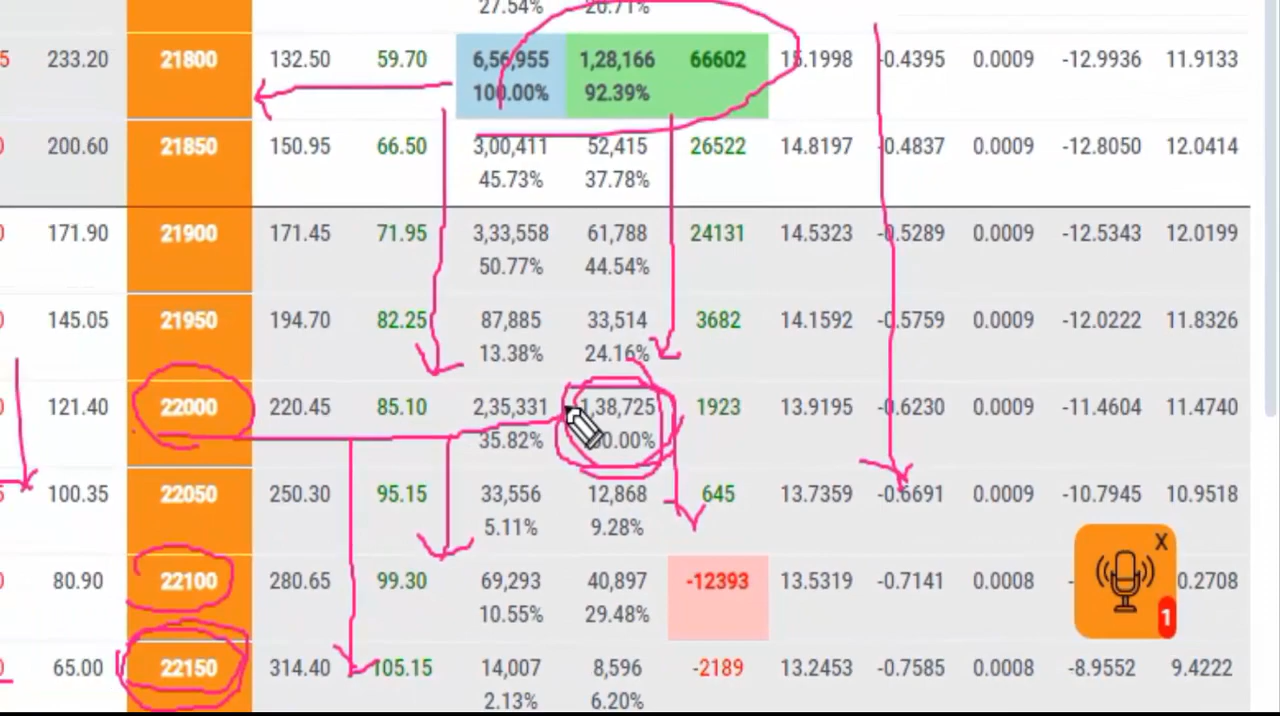 27.54% 20.71%
5 233.20 21800 132.50 59.70 6,56,955 1,28,166 66602 15.1998 -0.4395 0.0009 -12.9936 11.9133
100.00% 92.39%
0 200.60 21850 150.95 66.50 3,00,411 52,415 26522 14.8197 -0.4837 0.0009 -12.8050 12.0414
45.73% 37.78%
0 171.90 21900 171.45 71.95 3,33,558 61,788 24131 14.5323 -0.5289 0.0009 -12.5343 12.0199
50.77% 44.54%
0 145.05 21950 194.70 82.25 87,885 33,514 3682 14.1592 -0.5759 0.0009 -12.0222 11.8326
13.38% 24.16%
0 121.40 22000 220.45 85.10 2,35,331 1,38,725 1923 13.9195 -0.6230 0.0009 -11.4604 11.4740
35.82%
5 100.35 22050 250.30 95.15 33,556 12,868 645 13.7359 -0.6691 0.0009 -10.7945 10.9518
5.11% 9.28%
0 80.90 22100 280.65 99.30 69,293 40,897 -12393 13.5319 -0.7141 0.0008 X
10.55% 29.48% 1
0 65.00 22150 314.40 105.15 14,007 8,596 -2189 13.2453 -0.7585 0.0008 -8.9552 9.4222
2.13% 6.20%